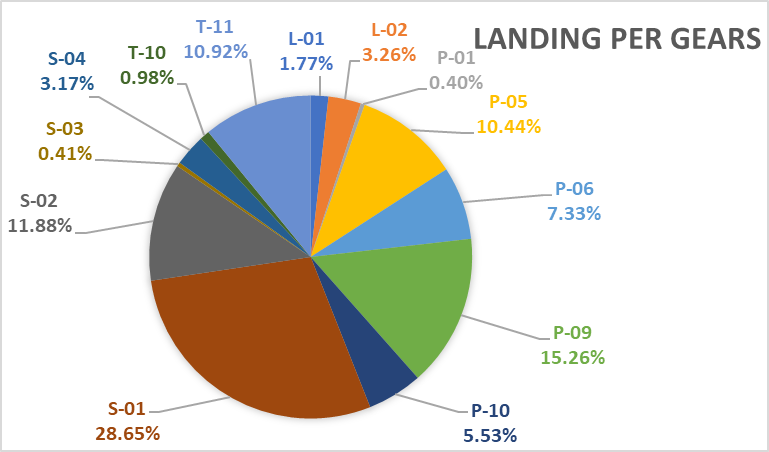 LANDING PER GEARS
L-01
1.77%
L-02
3.26%
P-01
0.40%
P-05
10.44%
P-06
7.33%
P-09
15.26%
P-10
5.53%
S-01
28.65%
S-02
11.88%
S-03
0.41%
S-04
3.17%
T-10
0.98%
T-11
10.92%